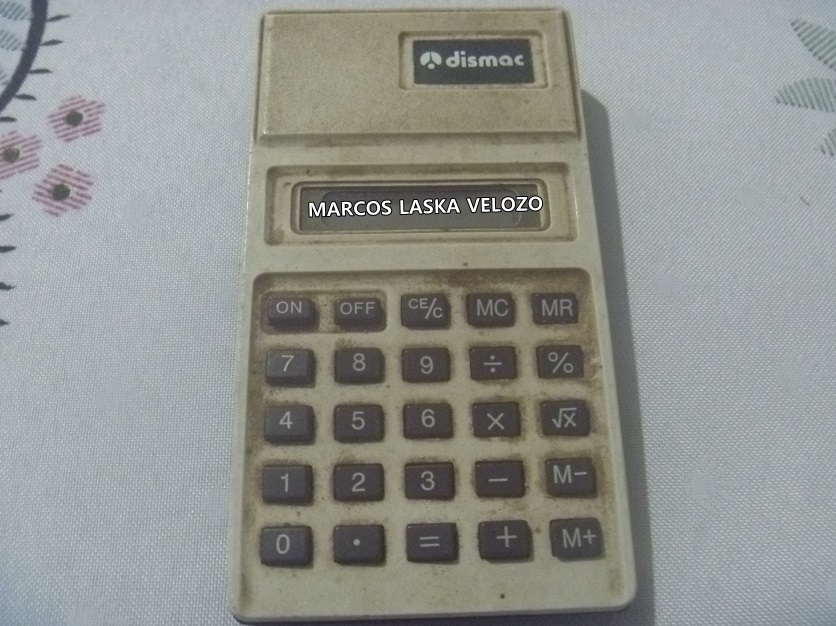 dismac
MARCOS LASKA VELOZO
ON OFF CE/C MC MR
7 8 9 ÷ %
4 5 6 × √x
1 2 3 − M−
0 · = + M+